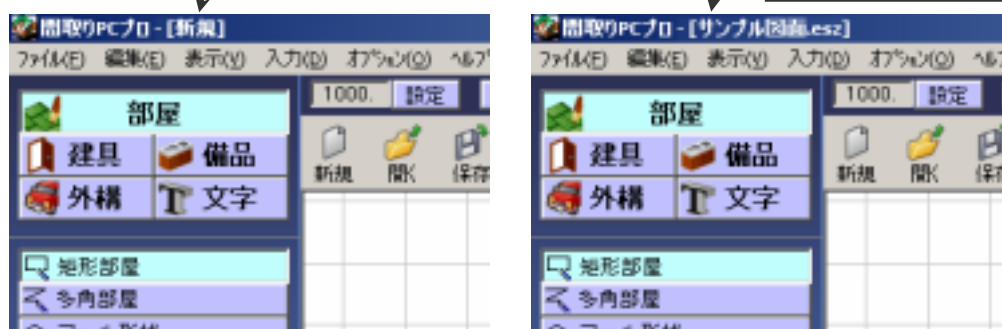 間取りPCプロ - [新規]
ファイル(F) 編集(E) 表示(V) 入力(D) オプション(O) ヘルプ
部屋
1000. 設定
建具 備品
新規 開く 保存
外構 文字
矩形部屋
多角部屋
間取りPCプロ - [サンプル図面.esz]
ファイル(F) 編集(E) 表示(V) 入力(D) オプション(O) ヘルプ
部屋
1000. 設定
建具 備品
新規 開く 保存
外構 文字
矩形部屋
多角部屋